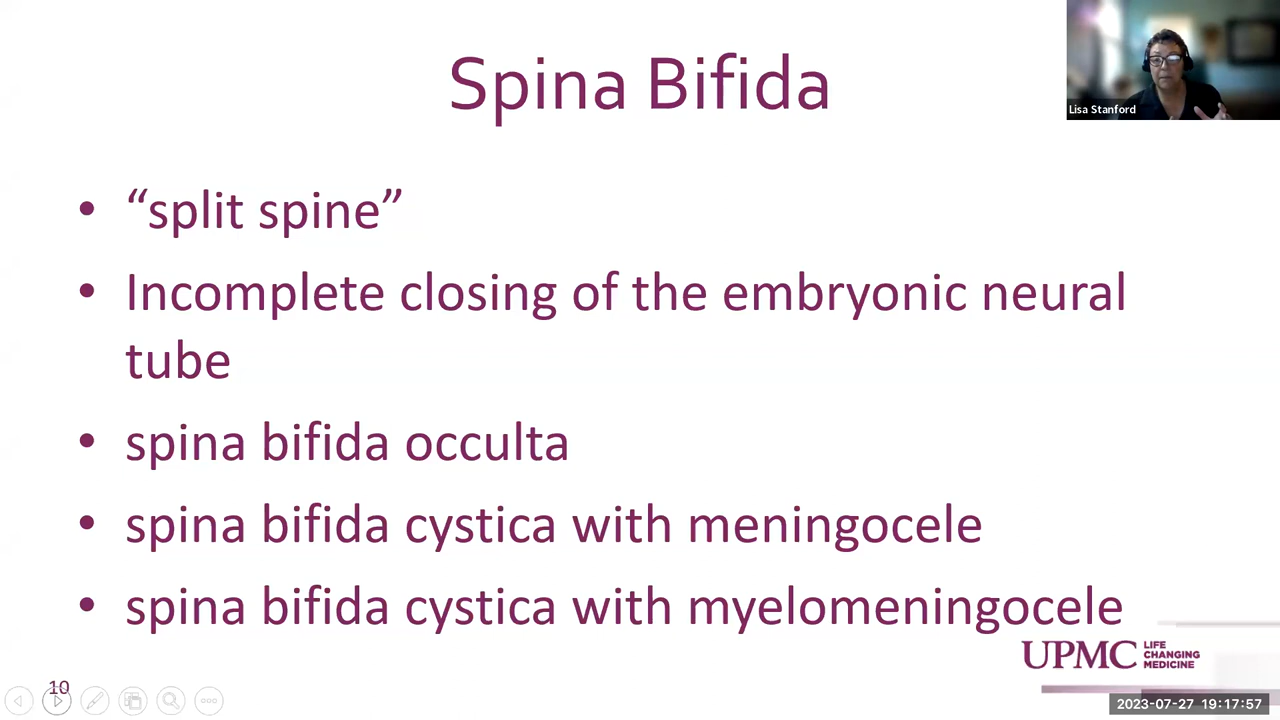 Spina Bifida
Lisa Stanford
• “split spine”
• Incomplete closing of the embryonic neural
tube
• spina bifida occulta
• spina bifida cystica with meningocele
• spina bifida cystica with myelomeningocele
UPMC LIFE
CHANGING
MEDICINE
10
2023-07-27 19:17:57